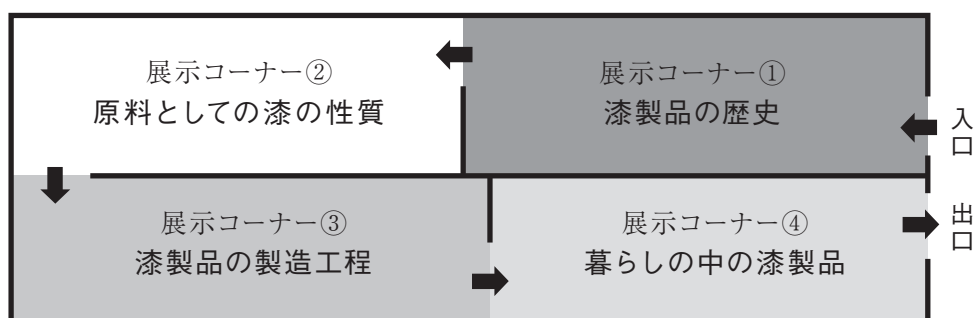 展示コーナー②
原料としての漆の性質
展示コーナー①
漆製品の歴史
入口
展示コーナー③
漆製品の製造工程
展示コーナー④
暮らしの中の漆製品
出口